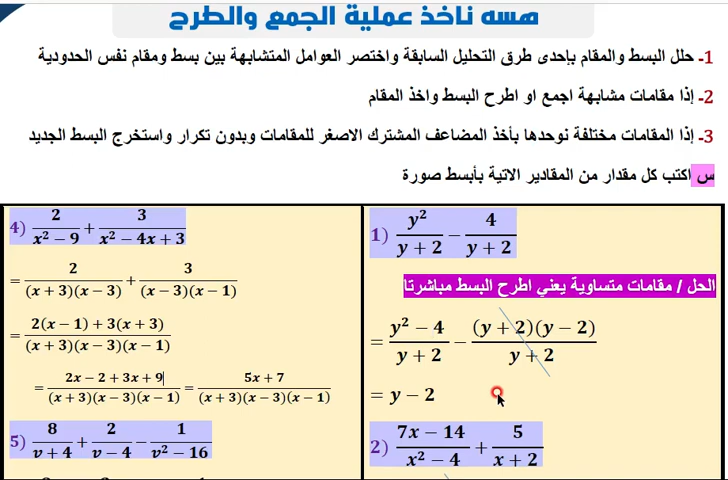 هسه ناخذ عملية الجمع والطرح
1- حلل البسط والمقام بإحدى طرق التحليل السابقة واختصر العوامل المتشابهة بين بسط ومقام نفس الحدودية
2- إذا مقامات مشابهة اجمع او اطرح البسط واخذ المقام
3- إذا المقامات مختلفة نوحدها بأخذ المضاعف المشترك الاصغر للمقامات وبدون تكرار واستخرج البسط الجديد
س اكتب كل مقدار من المقادير الاتية بأبسط صورة
1) y²/(y + 2) − 4/(y + 2)
الحل / مقامات متساوية يعني اطرح البسط مباشرتا
= (y² − 4)/(y + 2) − (y + 2)(y − 2)/(y + 2)
= y − 2
2) (7x − 14)/(x² − 4) + 5/(x + 2)
4) 2/(x² − 9) + 3/(x² − 4x + 3)
= 2/((x + 3)(x − 3)) + 3/((x − 3)(x − 1))
= (2(x − 1) + 3(x + 3))/((x + 3)(x − 3)(x − 1))
= (2x − 2 + 3x + 9)/((x + 3)(x − 3)(x − 1)) = (5x + 7)/((x + 3)(x − 3)(x − 1))
5) 8/(v + 4) + 2/(v − 4) − 1/(v² − 16)